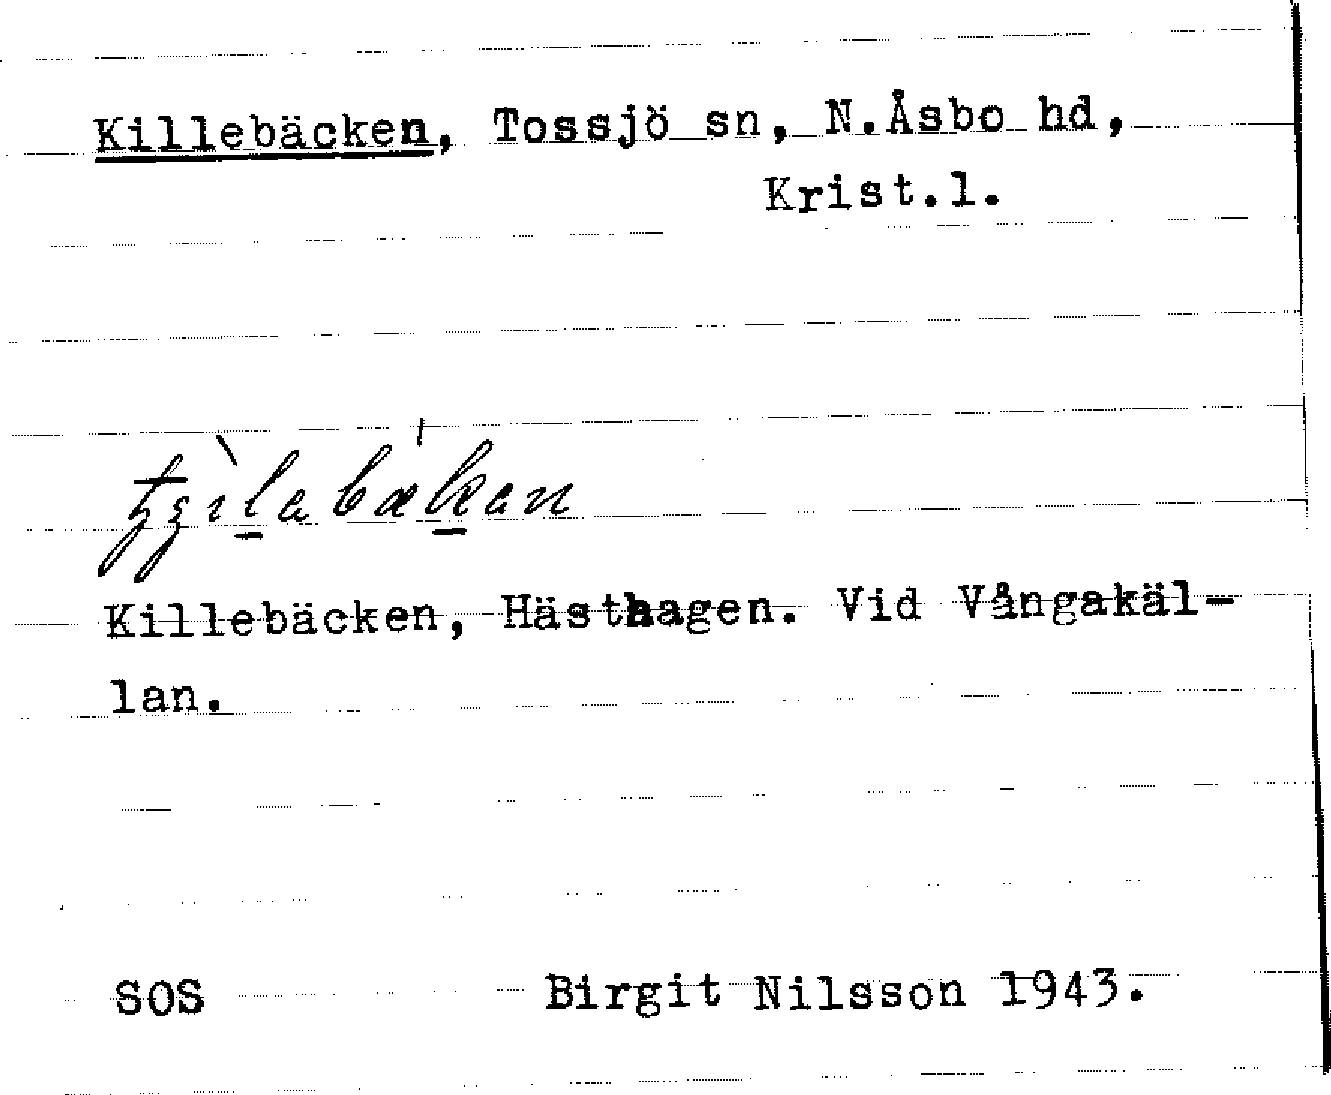 Killebäcken, Tossjö sn, N.Åsbo hd,
Krist.l.
Killebäcken, Hästhagen. Vid Vångakäl-
lan.
SOS Birgit Nilsson 1943.